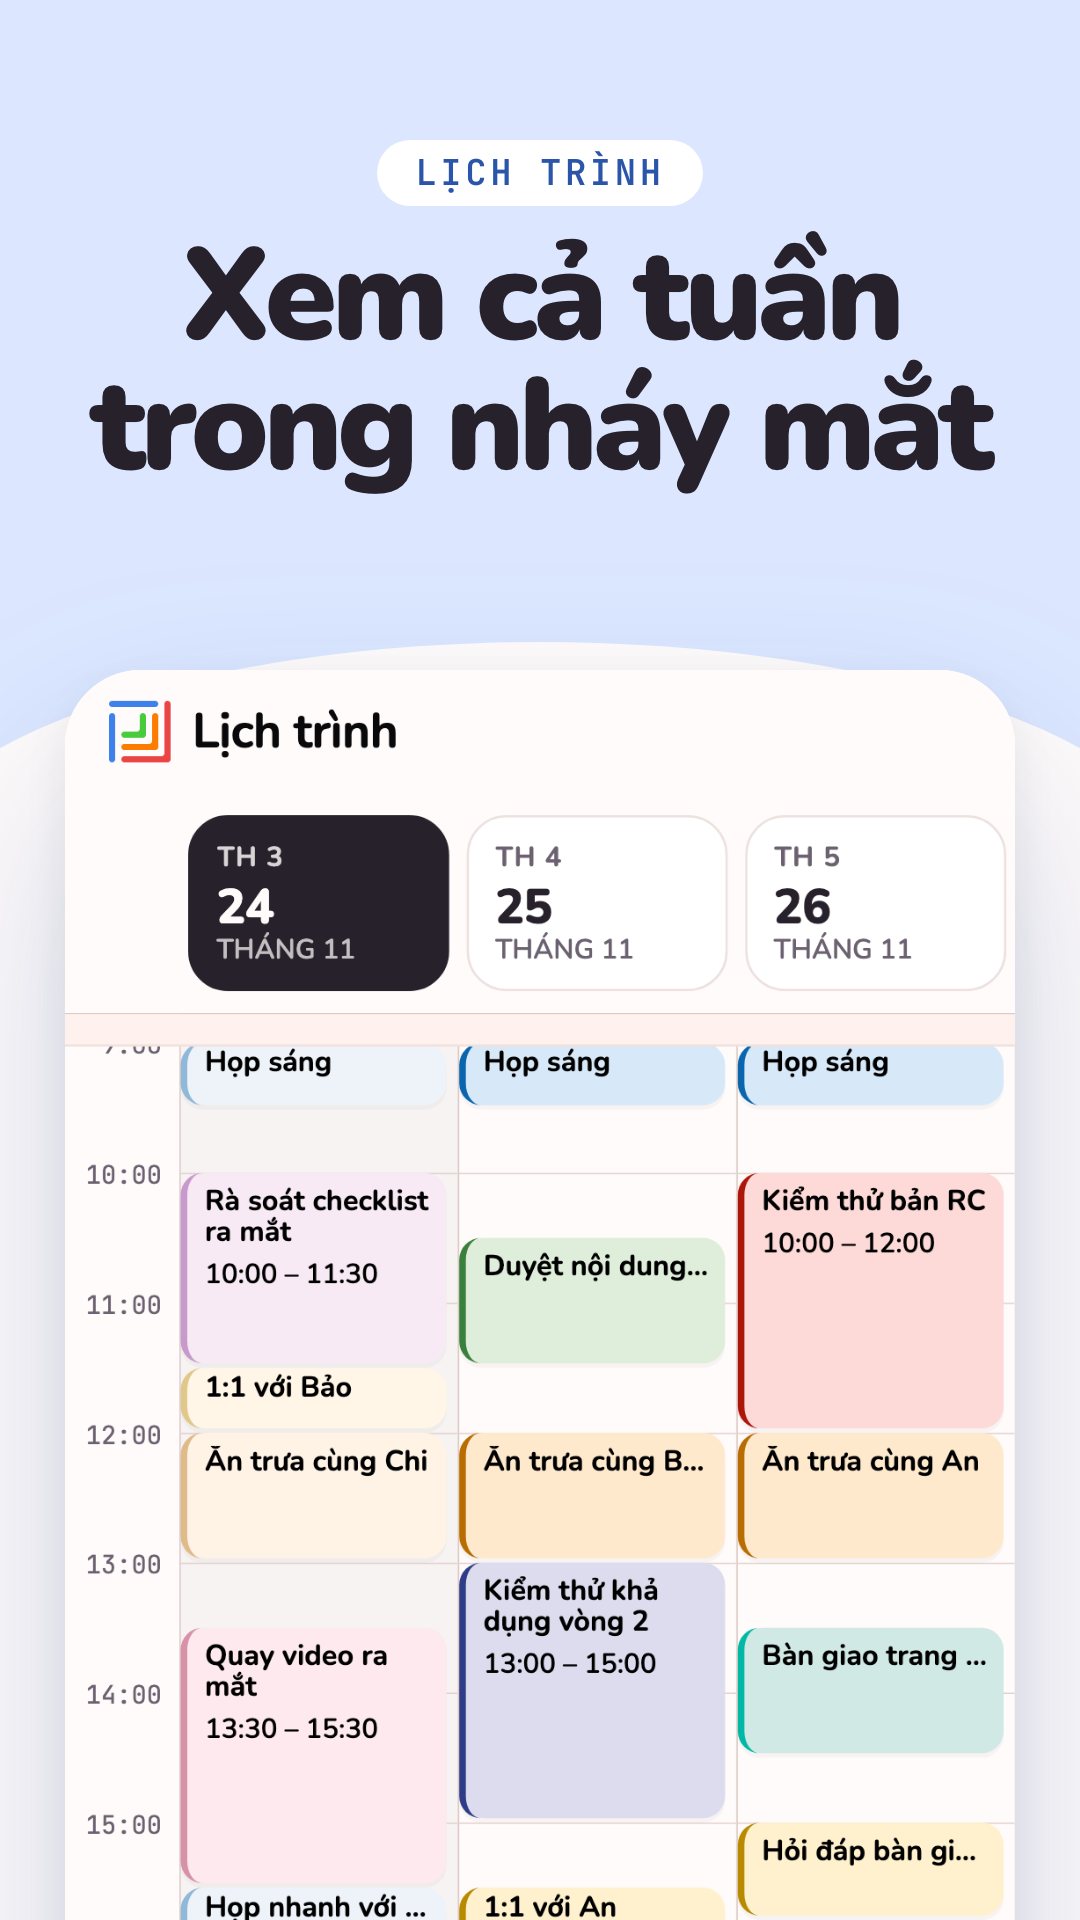 LỊCH TRÌNH
Xem cả tuần
trong nháy mắt
Lịch trình
TH 3
24
THÁNG 11
TH 4
25
THÁNG 11
TH 5
26
THÁNG 11
Họp sáng
Họp sáng
Họp sáng
10:00
Rà soát checklist
ra mắt
10:00 – 11:30
Kiểm thử bản RC
10:00 – 12:00
Duyệt nội dung...
11:00
1:1 với Bảo
12:00
Ăn trưa cùng Chi
Ăn trưa cùng B...
Ăn trưa cùng An
13:00
Kiểm thử khả
dụng vòng 2
13:00 – 15:00
Quay video ra
mắt
13:30 – 15:30
Bàn giao trang ...
14:00
15:00
Hỏi đáp bàn gi...
Họp nhanh với ...
1:1 với An